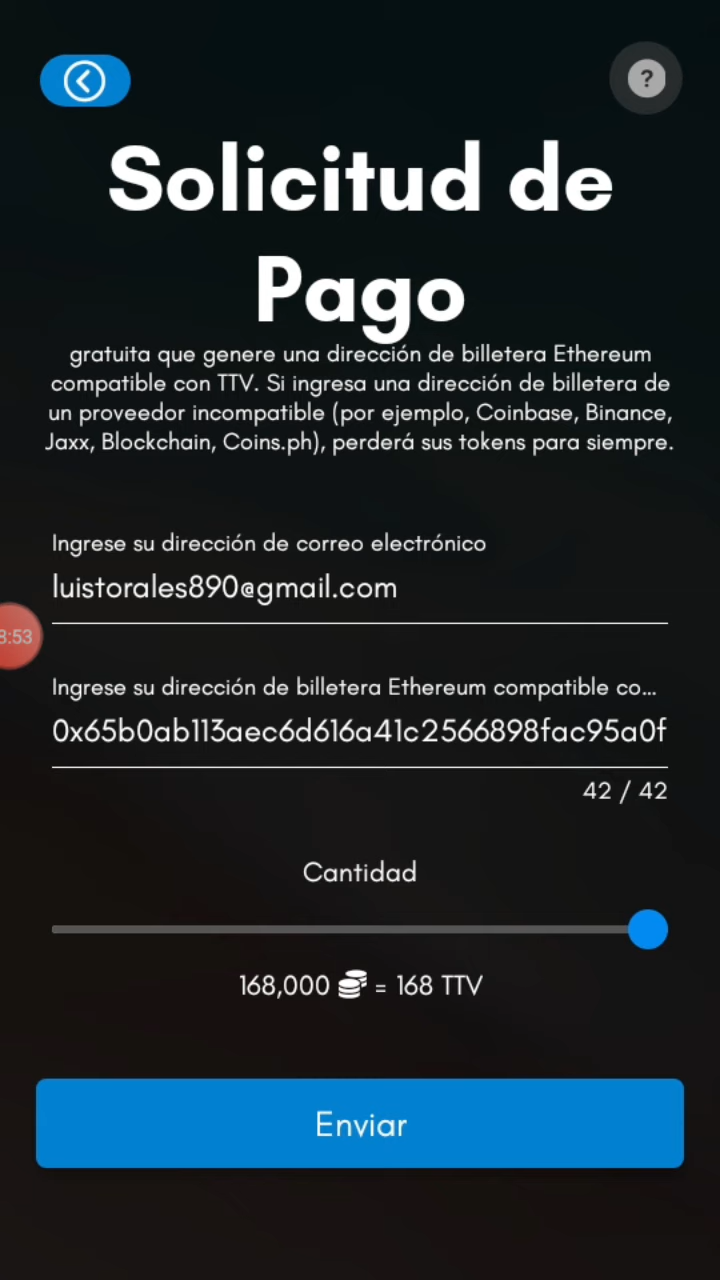 ?
Solicitud de
Pago
gratuita que genere una dirección de billetera Ethereum
compatible con TTV. Si ingresa una dirección de billetera de
un proveedor incompatible (por ejemplo, Coinbase, Binance,
Jaxx, Blockchain, Coins.ph), perderá sus tokens para siempre.
Ingrese su dirección de correo electrónico
luistorales890@gmail.com
8:53
Ingrese su dirección de billetera Ethereum compatible co...
0x65b0ab113aec6d616a41c2566898fac95a0f
42 / 42
Cantidad
168,000 = 168 TTV
Enviar